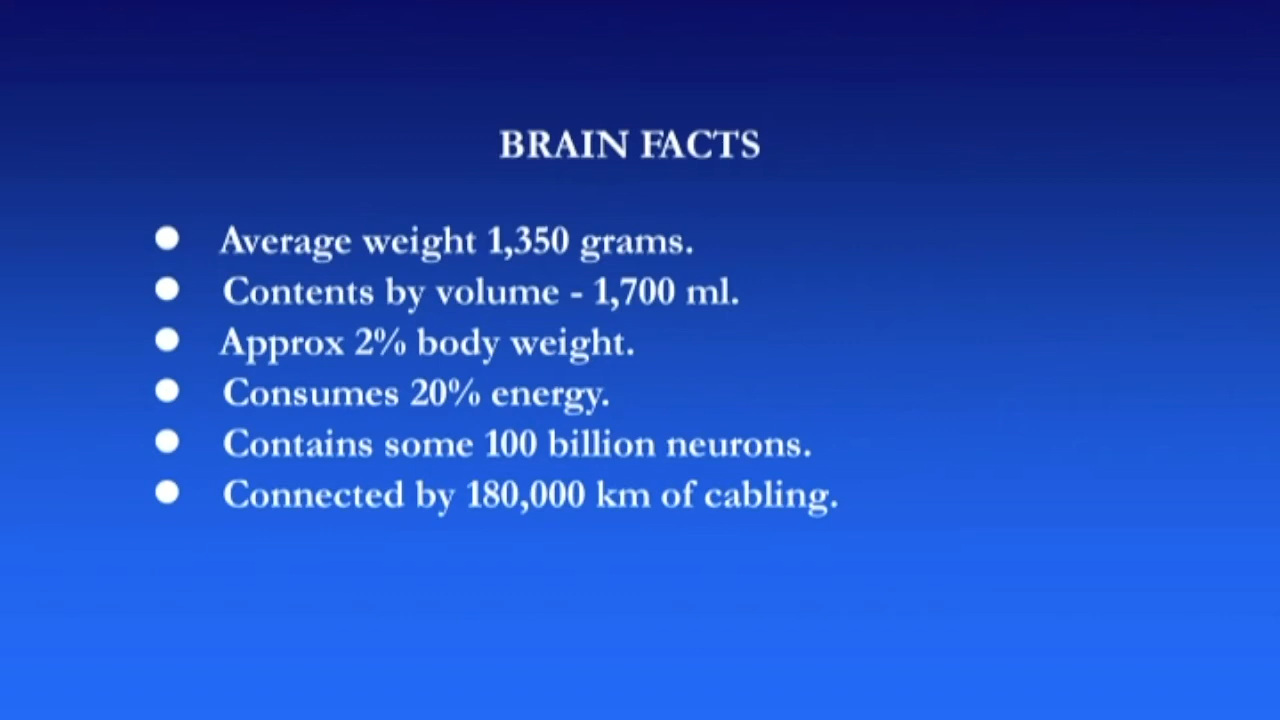 BRAIN FACTS
● Average weight 1,350 grams.
● Contents by volume - 1,700 ml.
● Approx 2% body weight.
● Consumes 20% energy.
● Contains some 100 billion neurons.
● Connected by 180,000 km of cabling.